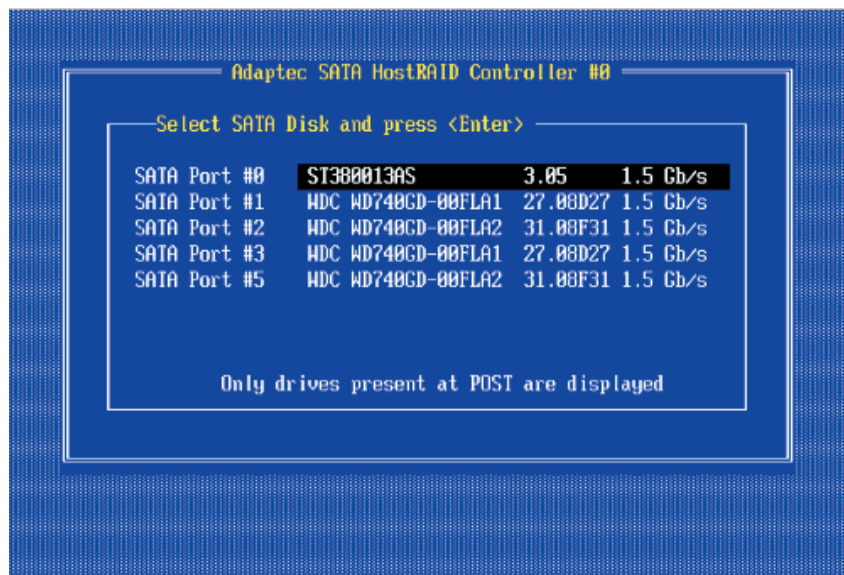 Adaptec SATA HostRAID Controller #0
Select SATA Disk and press <Enter>
SATA Port #0 ST380013AS 3.05 1.5 Gb/s
SATA Port #1 WDC WD740GD-00FLA1 27.08D27 1.5 Gb/s
SATA Port #2 WDC WD740GD-00FLA2 31.08F31 1.5 Gb/s
SATA Port #3 WDC WD740GD-00FLA1 27.08D27 1.5 Gb/s
SATA Port #5 WDC WD740GD-00FLA2 31.08F31 1.5 Gb/s
Only drives present at POST are displayed